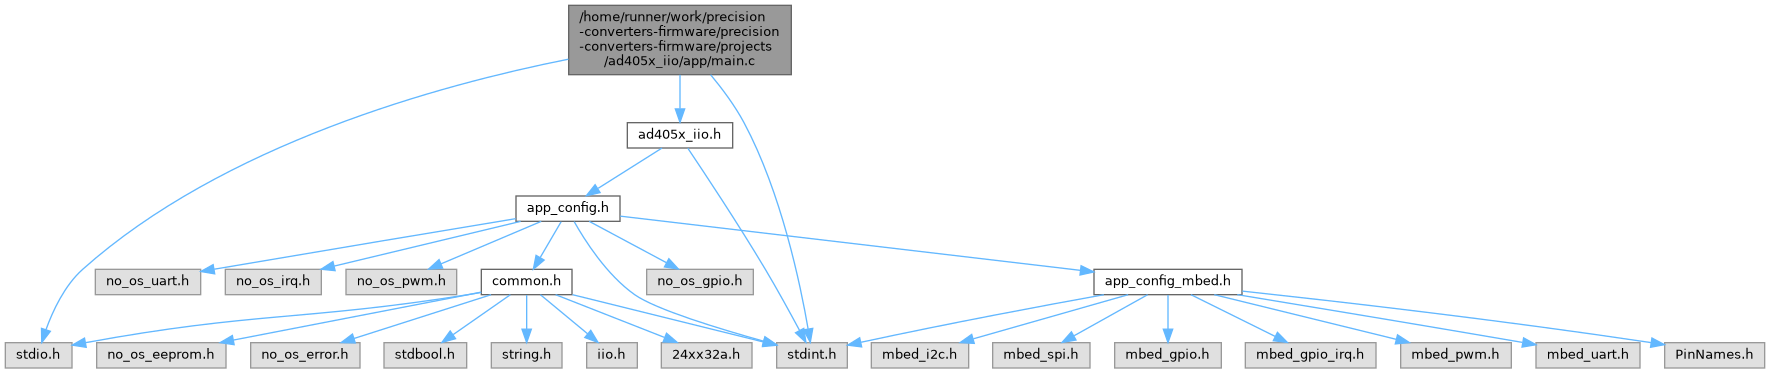 /home/runner/work/precision
-converters-firmware/precision
-converters-firmware/projects
/ad405x_iio/app/main.c
ad405x_iio.h
app_config.h
no_os_uart.h
no_os_irq.h
no_os_pwm.h
common.h
no_os_gpio.h
app_config_mbed.h
stdio.h
no_os_eeprom.h
no_os_error.h
stdbool.h
string.h
iio.h
24xx32a.h
stdint.h
mbed_i2c.h
mbed_spi.h
mbed_gpio.h
mbed_gpio_irq.h
mbed_pwm.h
mbed_uart.h
PinNames.h